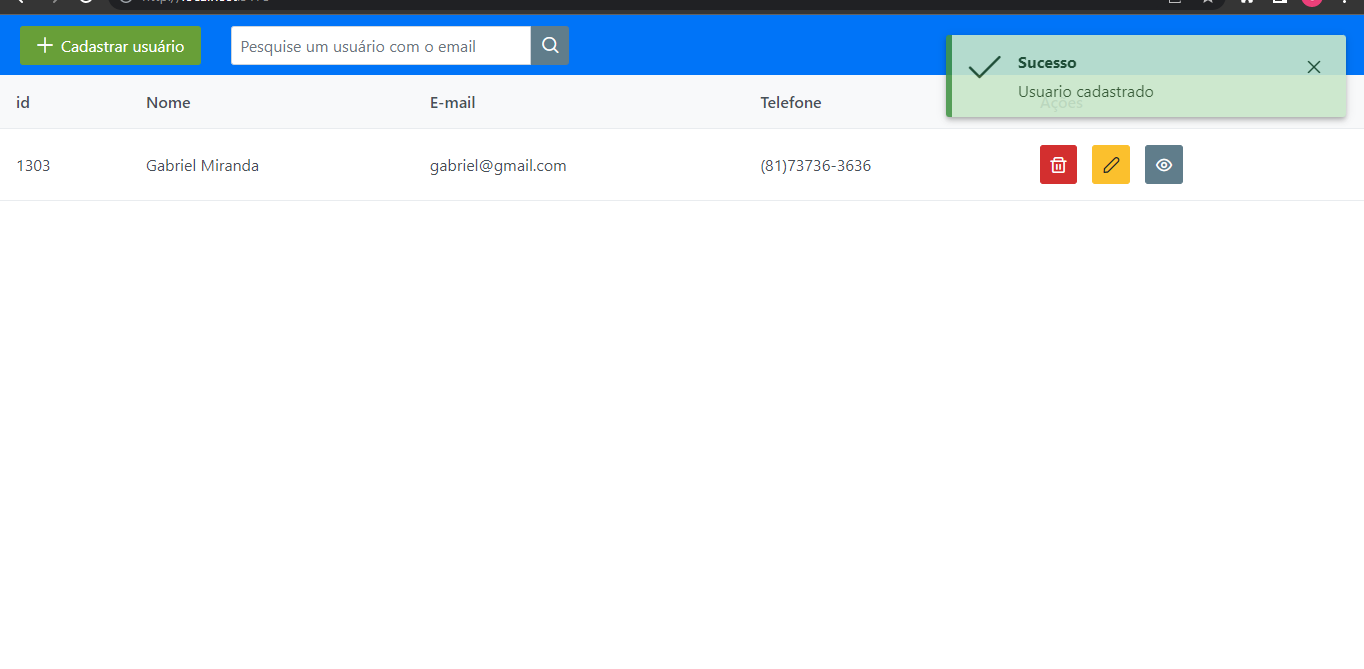 Cadastrar usuário
Pesquise um usuário com o email
Sucesso
Usuario cadastrado
id Nome E-mail Telefone Ações
1303 Gabriel Miranda gabriel@gmail.com (81)73736-3636